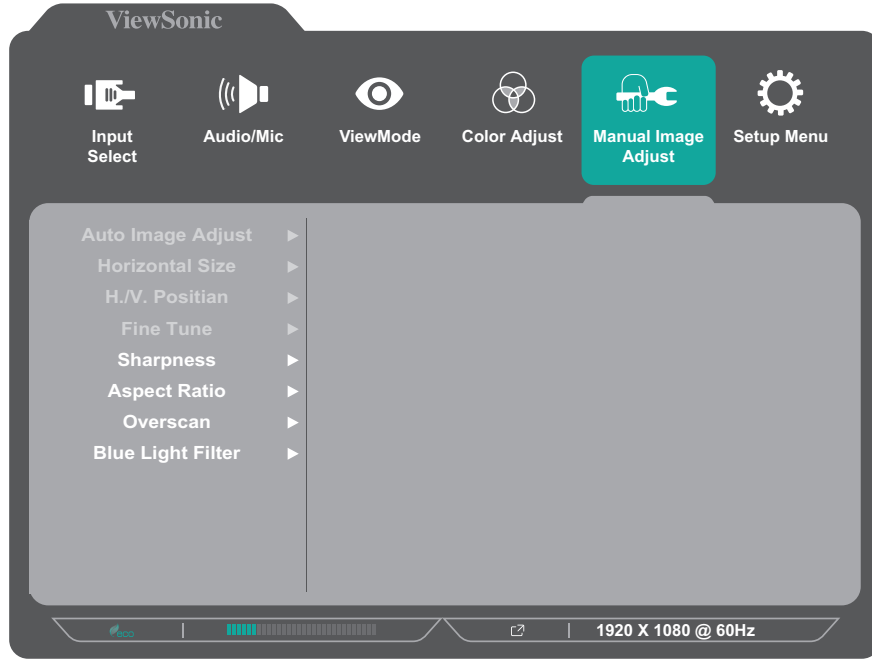 ViewSonic
Input
Select
Audio/Mic
ViewMode
Color Adjust
Manual Image
Adjust
Setup Menu
Auto Image Adjust
Horizontal Size
H./V. Positian
Fine Tune
Sharpness
Aspect Ratio
Overscan
Blue Light Filter
eco
1920 X 1080 @ 60Hz